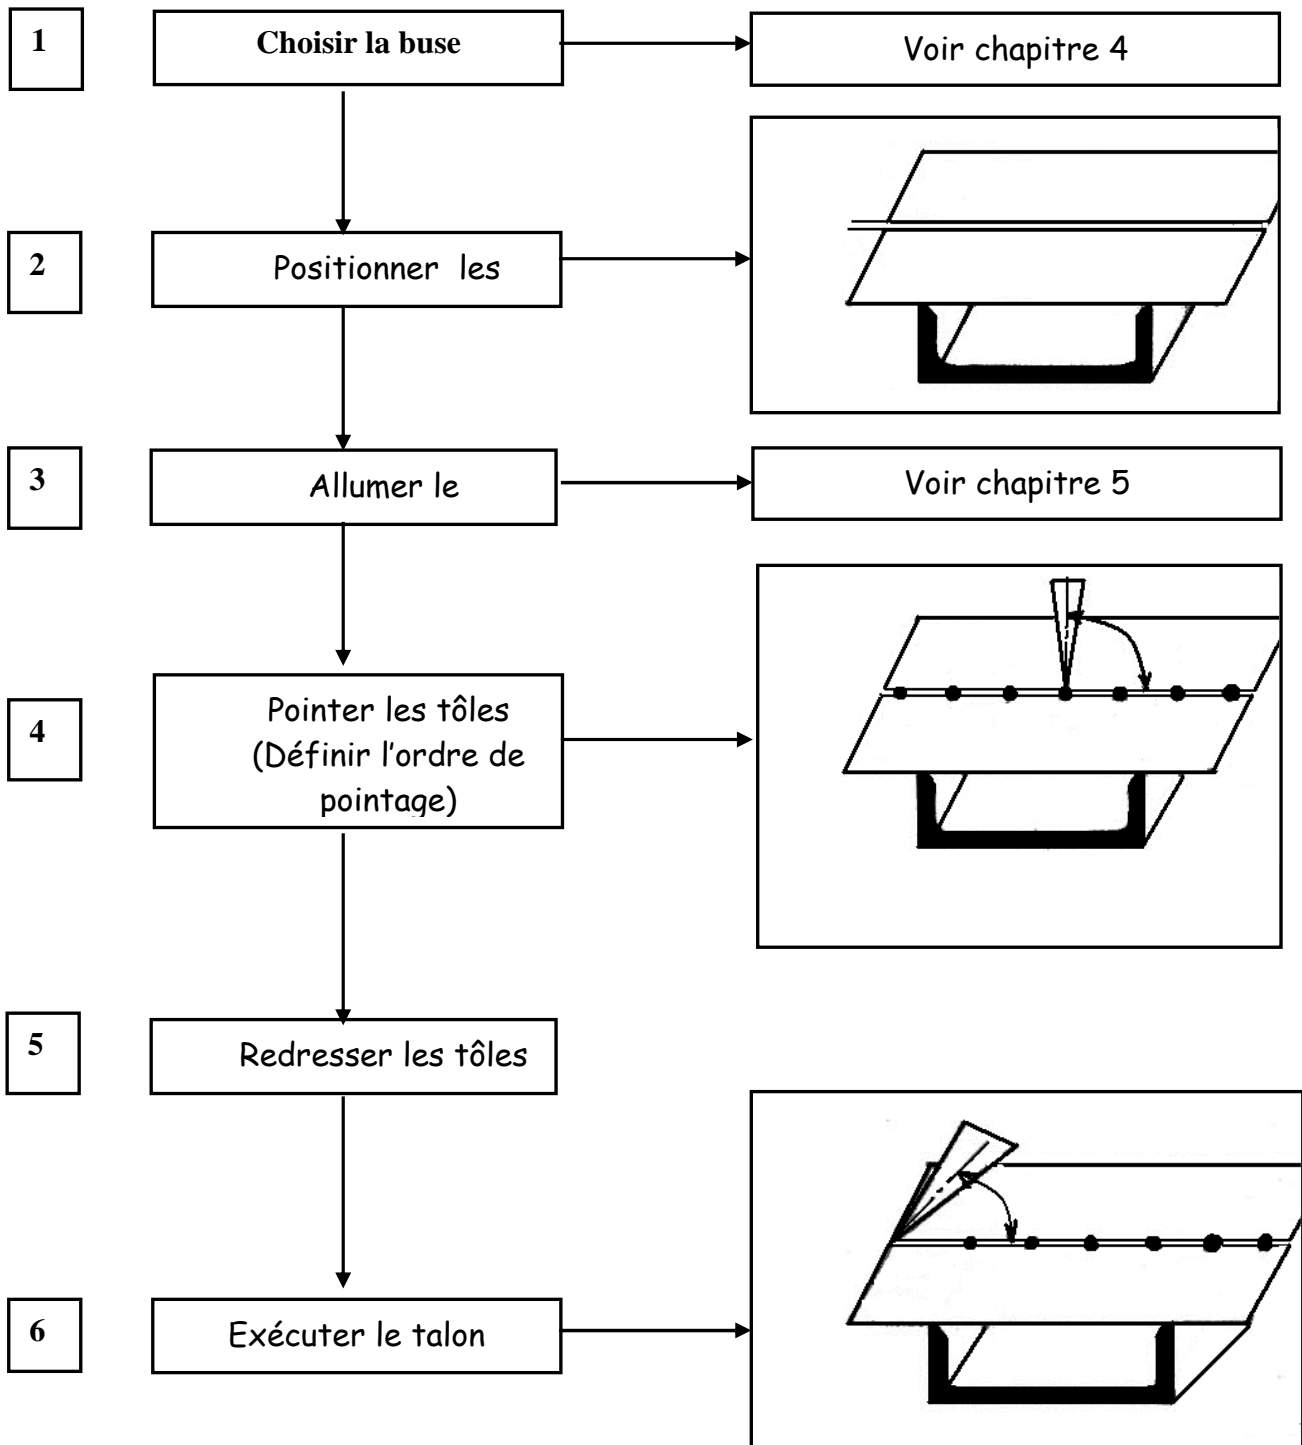 1
Choisir la buse
Voir chapitre 4
2
Positionner les
3
Allumer le
Voir chapitre 5
4
Pointer les tôles
(Définir l'ordre de
pointage)
5
Redresser les tôles
6
Exécuter le talon